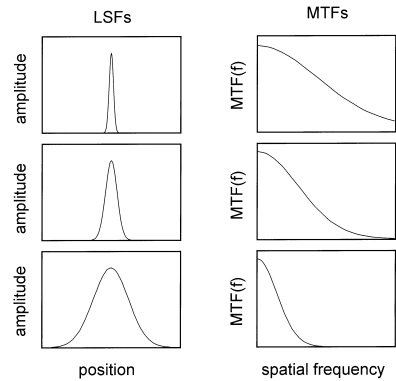 LSFs
MTFs
amplitude
MTF(f)
amplitude
MTF(f)
amplitude
MTF(f)
position
spatial frequency